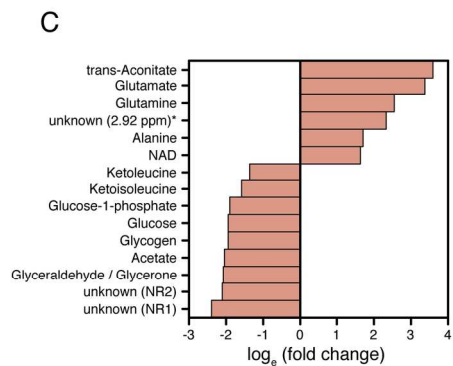 C
trans-Aconitate
Glutamate
Glutamine
unknown (2.92 ppm)*
Alanine
NAD
Ketoleucine
Ketoisoleucine
Glucose-1-phosphate
Glucose
Glycogen
Acetate
Glyceraldehyde / Glycerone
unknown (NR2)
unknown (NR1)
-3 -2 -1 0 1 2 3 4
logₑ (fold change)